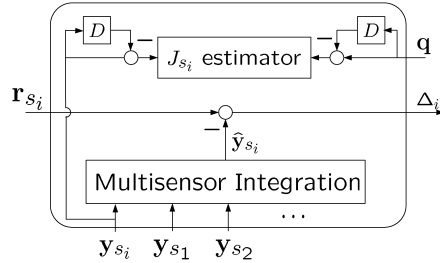 D − J_{s_i} estimator − D
q
r_{s_i} − Δ_i
ŷ_{s_i}
Multisensor Integration
y_{s_i} y_{s_1} y_{s_2} ...